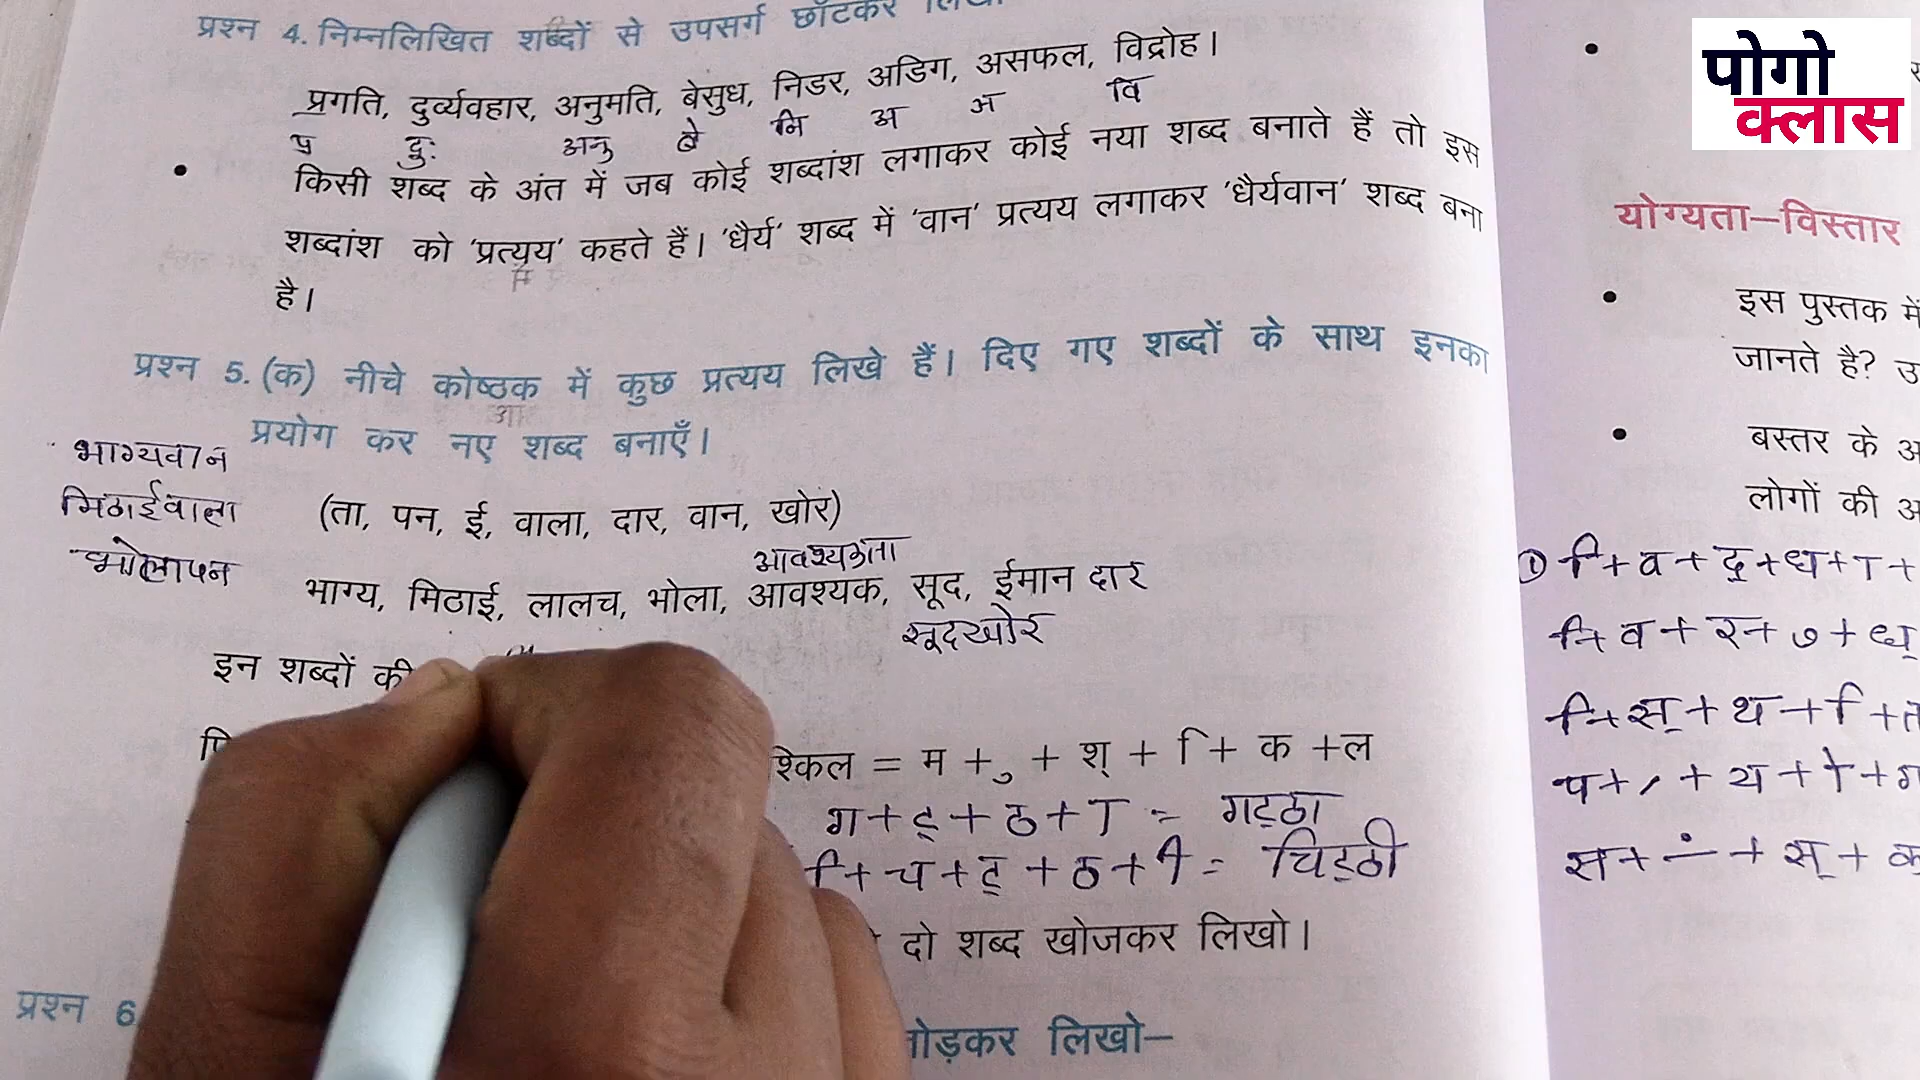 प्रश्न 4. निम्नलिखित शब्दों से उपसर्ग छाँटकर
प्रगति, दुर्व्यवहार, अनुमति, बेसुध, निडर, अडिग, असफल, विद्रोह।
प्र दुः अनु बे नि अ अ वि
किसी शब्द के अंत में जब कोई शब्दांश लगाकर कोई नया शब्द बनाते हैं तो इस
शब्दांश को 'प्रत्यय' कहते हैं। 'धैर्य' शब्द में 'वान' प्रत्यय लगाकर 'धैर्यवान' शब्द बना
है।
प्रश्न 5. (क) नीचे कोष्ठक में कुछ प्रत्यय लिखे हैं। दिए गए शब्दों के साथ इनका
प्रयोग कर नए शब्द बनाएँ।
भाग्यवान
मिठाईवाला (ता, पन, ई, वाला, दार, वान, खोर)
भोलापन
आवश्यकता
भाग्य, मिठाई, लालच, भोला, आवश्यक, सूद, ईमान दार
सूदखोर
इन शब्दों की
श्किल = म + ु + श् + ि + क +ल
ग + ट् + ठ + ा = गट्ठा
ि + च + ट् + ठ + ी = चिट्ठी
दो शब्द खोजकर लिखो।
प्रश्न 6
ोड़कर लिखो–
पोगो
क्लास
योग्यता–विस्तार
इस पुस्तक में
जानते है? उ
बस्तर के अ
लोगों की अ
① ि + व + द् + ध + ा +
ि + व + र + ु + ध्
ि + स् + थ + ि + त
स + ं + स् + क